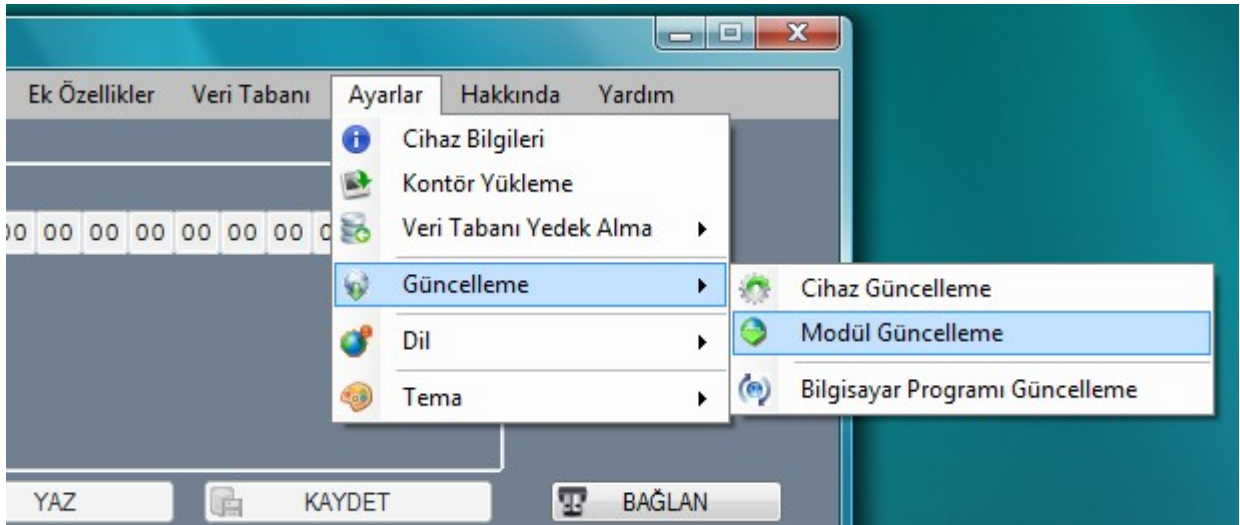 Ek Özellikler Veri Tabanı Ayarlar Hakkında Yardım
Cihaz Bilgileri
Kontör Yükleme
00 00 00 00 00 00
Veri Tabanı Yedek Alma
Güncelleme
Cihaz Güncelleme
Modül Güncelleme
Dil
Bilgisayar Programı Güncelleme
Tema
YAZ KAYDET BAĞLAN